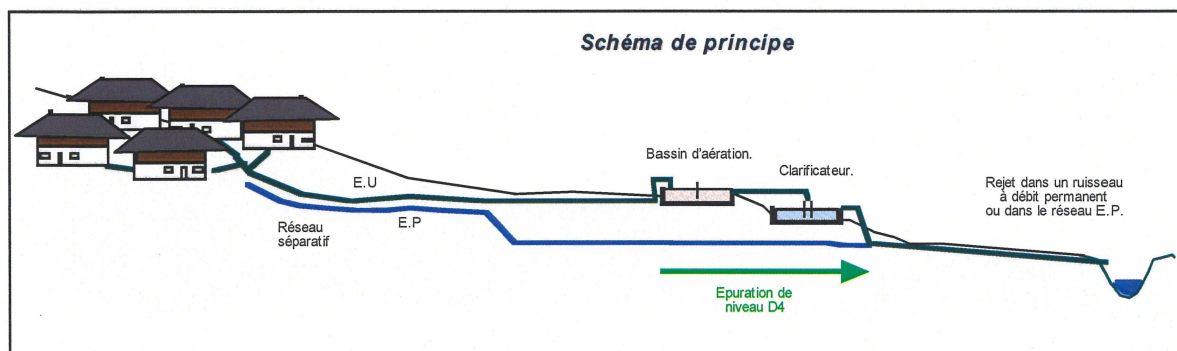 Schéma de principe
Bassin d'aération.
Clarificateur.
Rejet dans un ruisseau
à débit permanent
ou dans le réseau E.P.
E.U
E.P
Réseau
séparatif
Epuration de
niveau D4